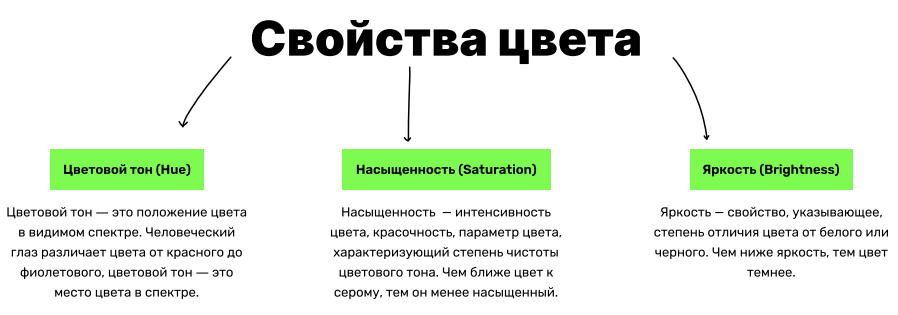 Свойства цвета
Цветовой тон (Hue)
Цветовой тон — это положение цвета
в видимом спектре. Человеческий
глаз различает цвета от красного до
фиолетового, цветовой тон — это
место цвета в спектре.
Насыщенность (Saturation)
Насыщенность — интенсивность
цвета, красочность, параметр цвета,
характеризующий степень чистоты
цветового тона. Чем ближе цвет к
серому, тем он менее насыщенный.
Яркость (Brightness)
Яркость — свойство, указывающее,
степень отличия цвета от белого или
черного. Чем ниже яркость, тем цвет
темнее.